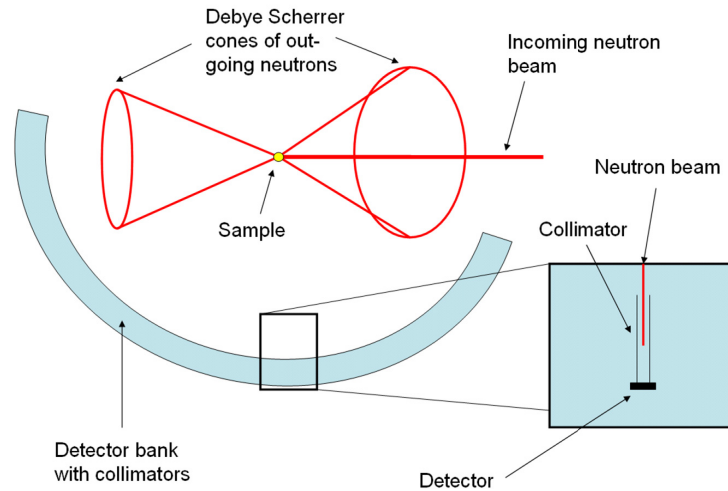 Debye Scherrer
cones of out-
going neutrons
Incoming neutron
beam
Sample
Neutron beam
Collimator
Detector bank
with collimators
Detector